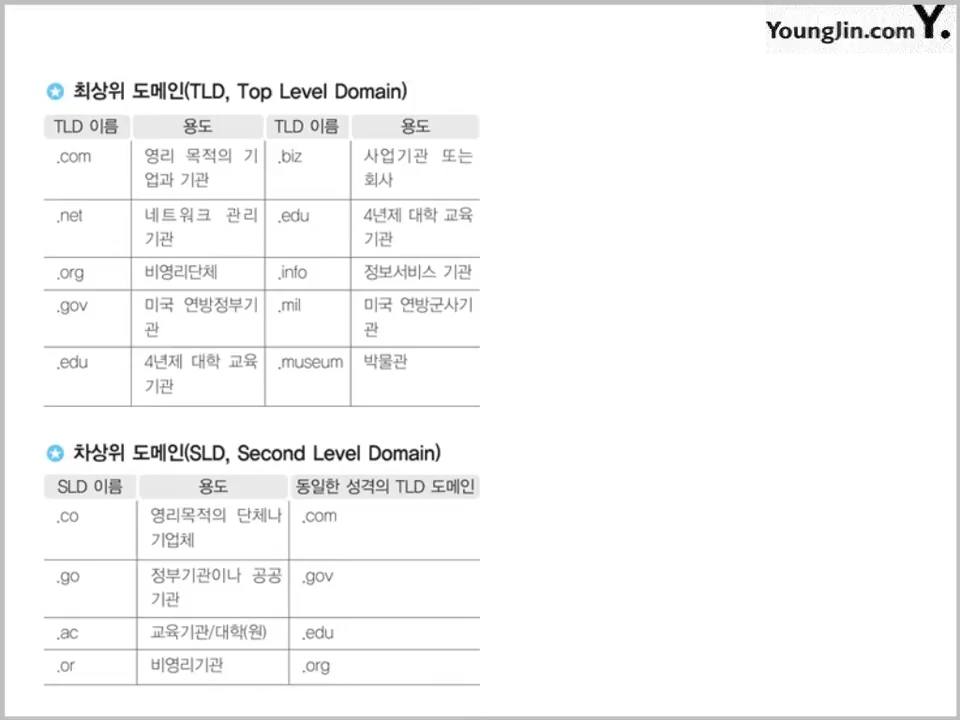 YoungJin.com Y.
최상위 도메인(TLD, Top Level Domain)
TLD 이름 용도 TLD 이름 용도
.com 영리 목적의 기 .biz 사업기관 또는
업과 기관 회사
.net 네트워크 관리 .edu 4년제 대학 교육
기관 기관
.org 비영리단체 .info 정보서비스 기관
.gov 미국 연방정부기 .mil 미국 연방군사기
관 관
.edu 4년제 대학 교육 .museum 박물관
기관
차상위 도메인(SLD, Second Level Domain)
SLD 이름 용도 동일한 성격의 TLD 도메인
.co 영리목적의 단체나 .com
기업체
.go 정부기관이나 공공 .gov
기관
.ac 교육기관/대학(원) .edu
.or 비영리기관 .org